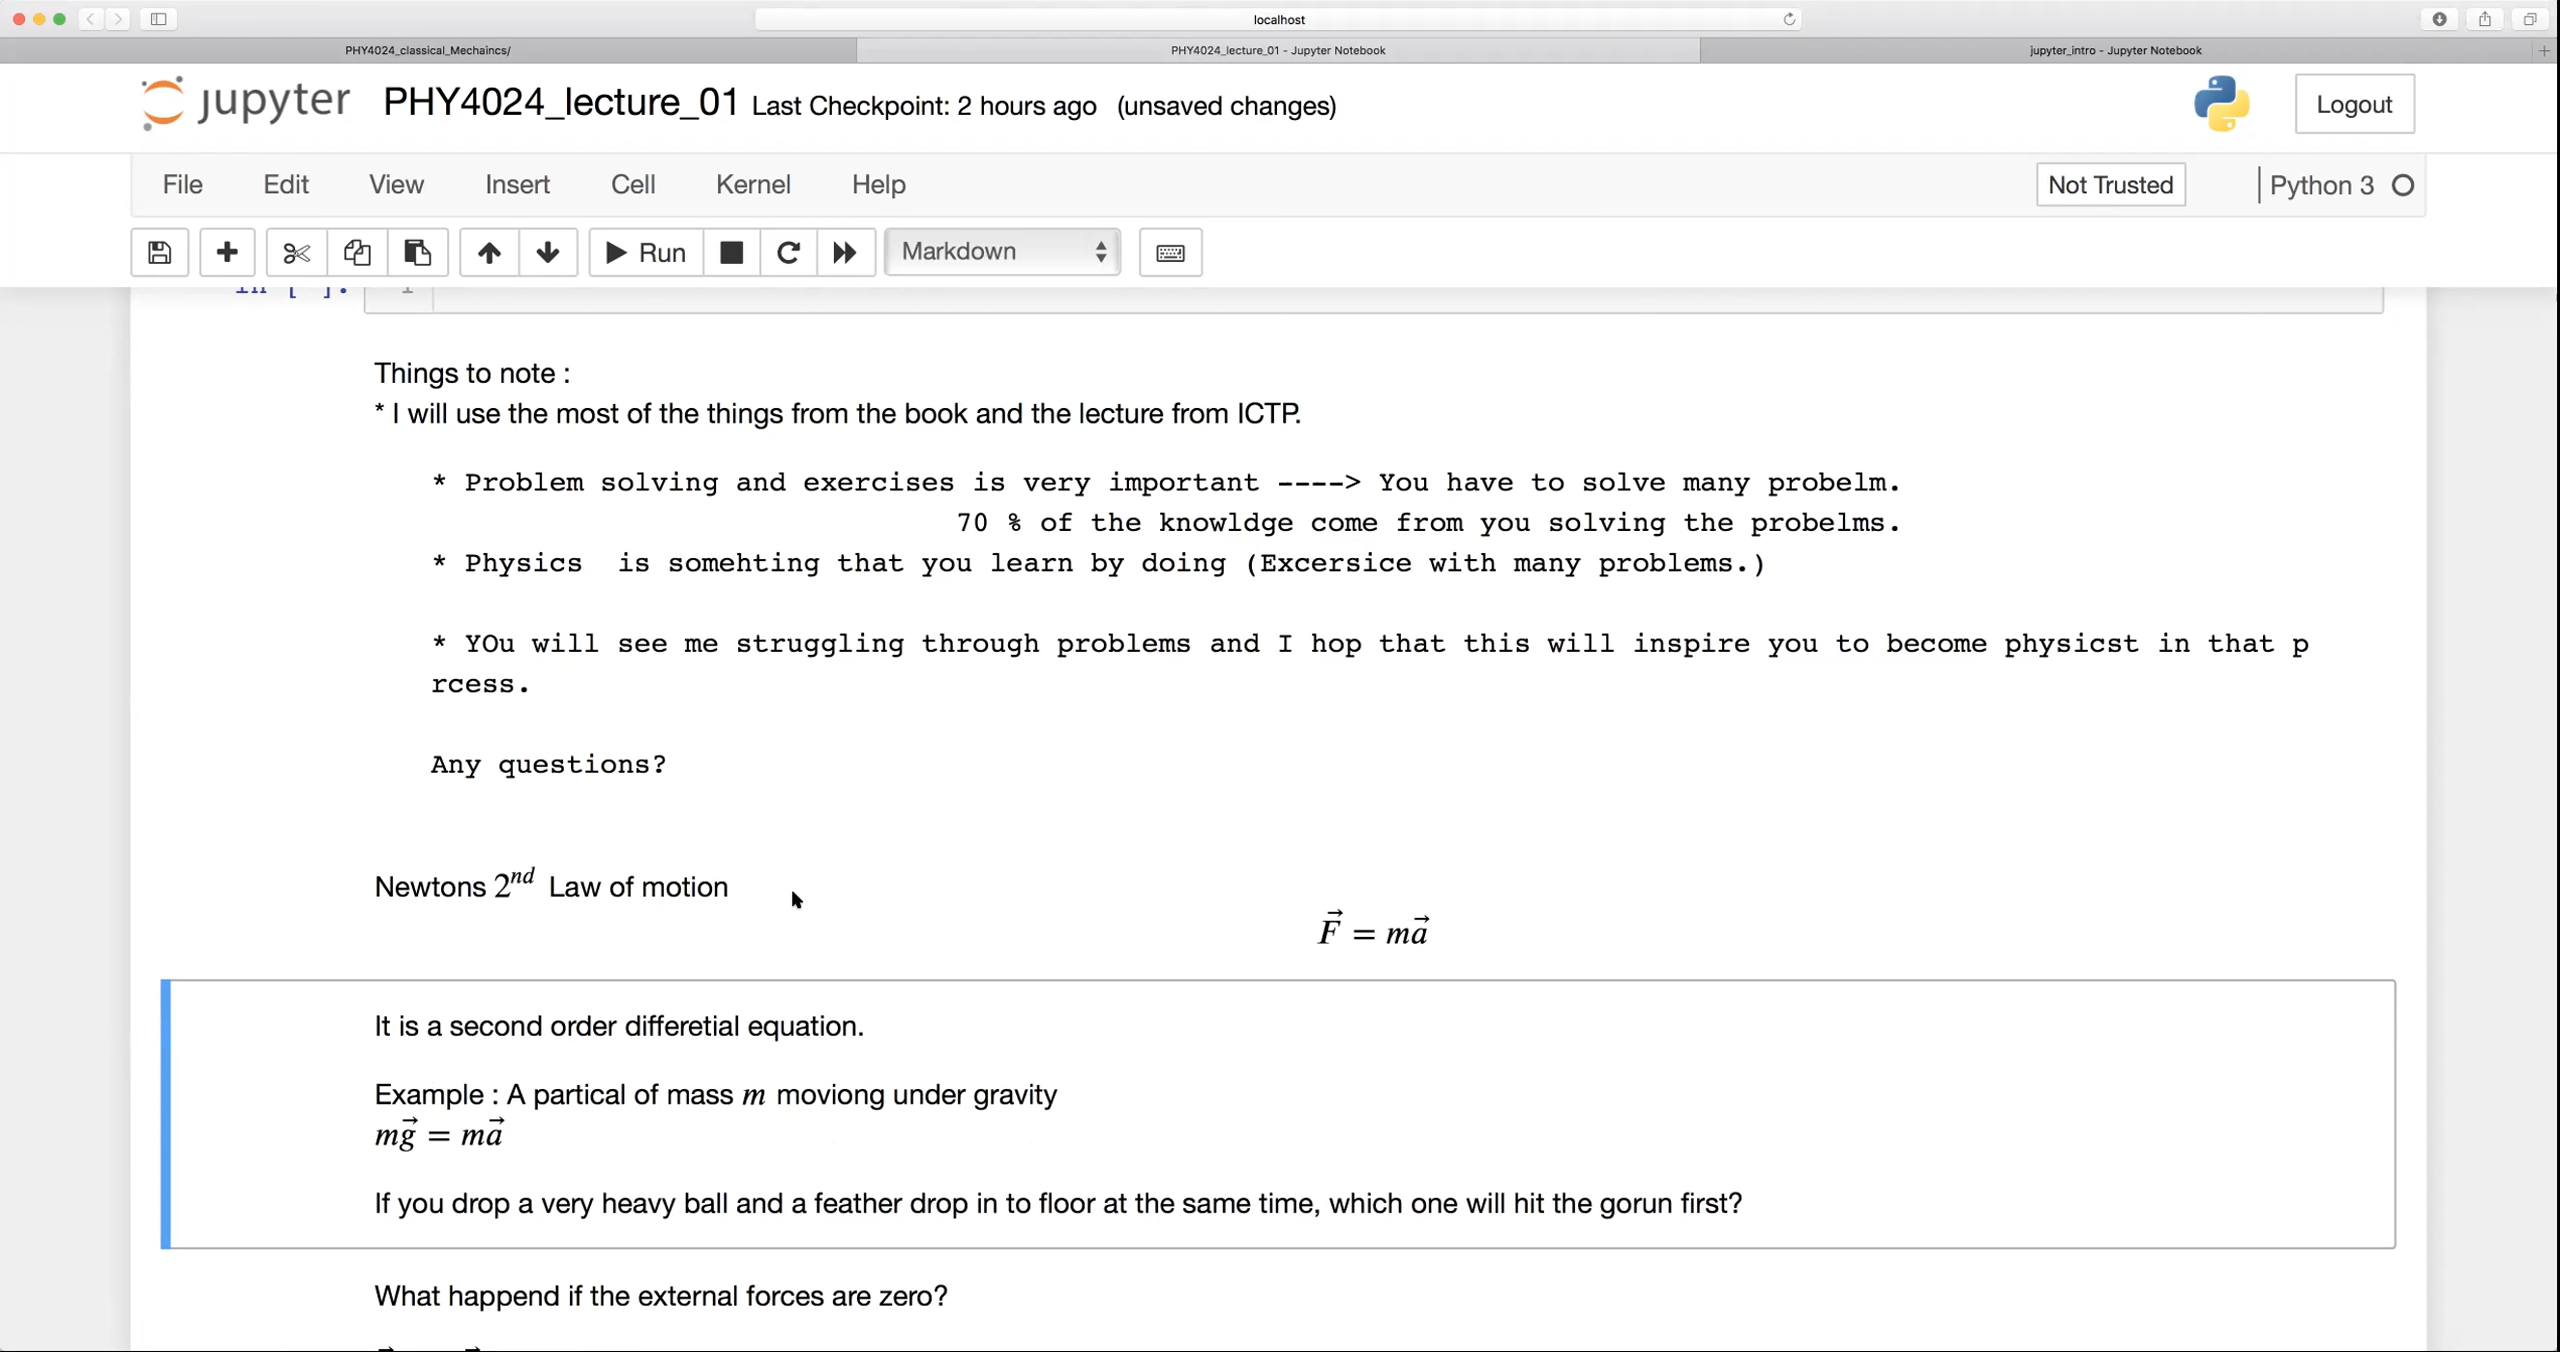 localhost
PHY4024_classical_Mechaincs/
PHY4024_lecture_01 - Jupyter Notebook
jupyter_intro - Jupyter Notebook
jupyter PHY4024_lecture_01 Last Checkpoint: 2 hours ago (unsaved changes)
Logout
File Edit View Insert Cell Kernel Help
Not Trusted
Python 3
Run
Markdown
In [ ]: 1
Things to note :
* I will use the most of the things from the book and the lecture from ICTP.
* Problem solving and exercises is very important ----> You have to solve many probelm.
70 % of the knowldge come from you solving the probelms.
* Physics  is somehting that you learn by doing (Excersice with many problems.)
* YOu will see me struggling through problems and I hop that this will inspire you to become physicst in that p
rcess.
Any questions?
Newtons 2^{nd} Law of motion
\vec{F} = m\vec{a}
It is a second order differetial equation.
Example : A partical of mass m moviong under gravity
m\vec{g} = m\vec{a}
If you drop a very heavy ball and a feather drop in to floor at the same time, which one will hit the gorun first?
What happend if the external forces are zero?